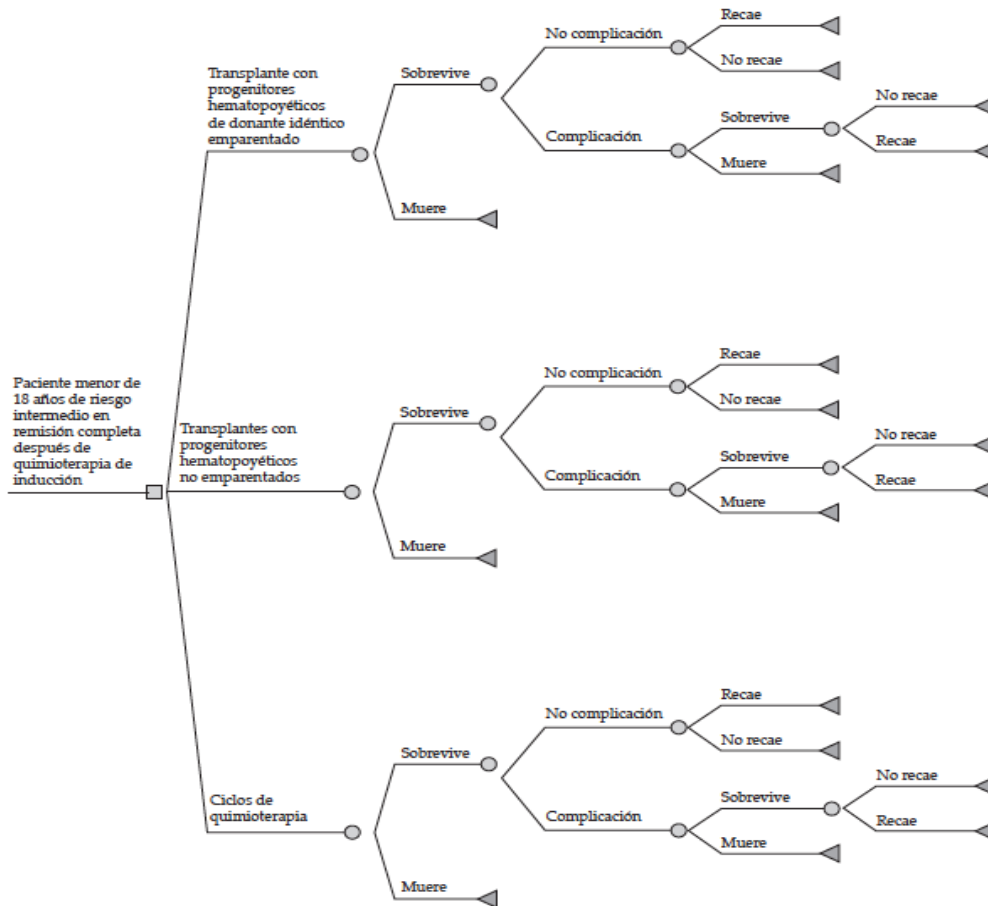 Paciente menor de
18 años de riesgo
intermedio en
remisión completa
después de
quimioterapia de
inducción
Transplante con
progenitores
hematopoyéticos
de donante idéntico
emparentado
Sobrevive
No complicación
Recae
No recae
Complicación
Sobrevive
No recae
Recae
Muere
Muere
Transplantes con
progenitores
hematopoyéticos
no emparentados
Sobrevive
No complicación
Recae
No recae
Complicación
Sobrevive
No recae
Recae
Muere
Muere
Ciclos de
quimioterapia
Sobrevive
No complicación
Recae
No recae
Complicación
Sobrevive
No recae
Recae
Muere
Muere